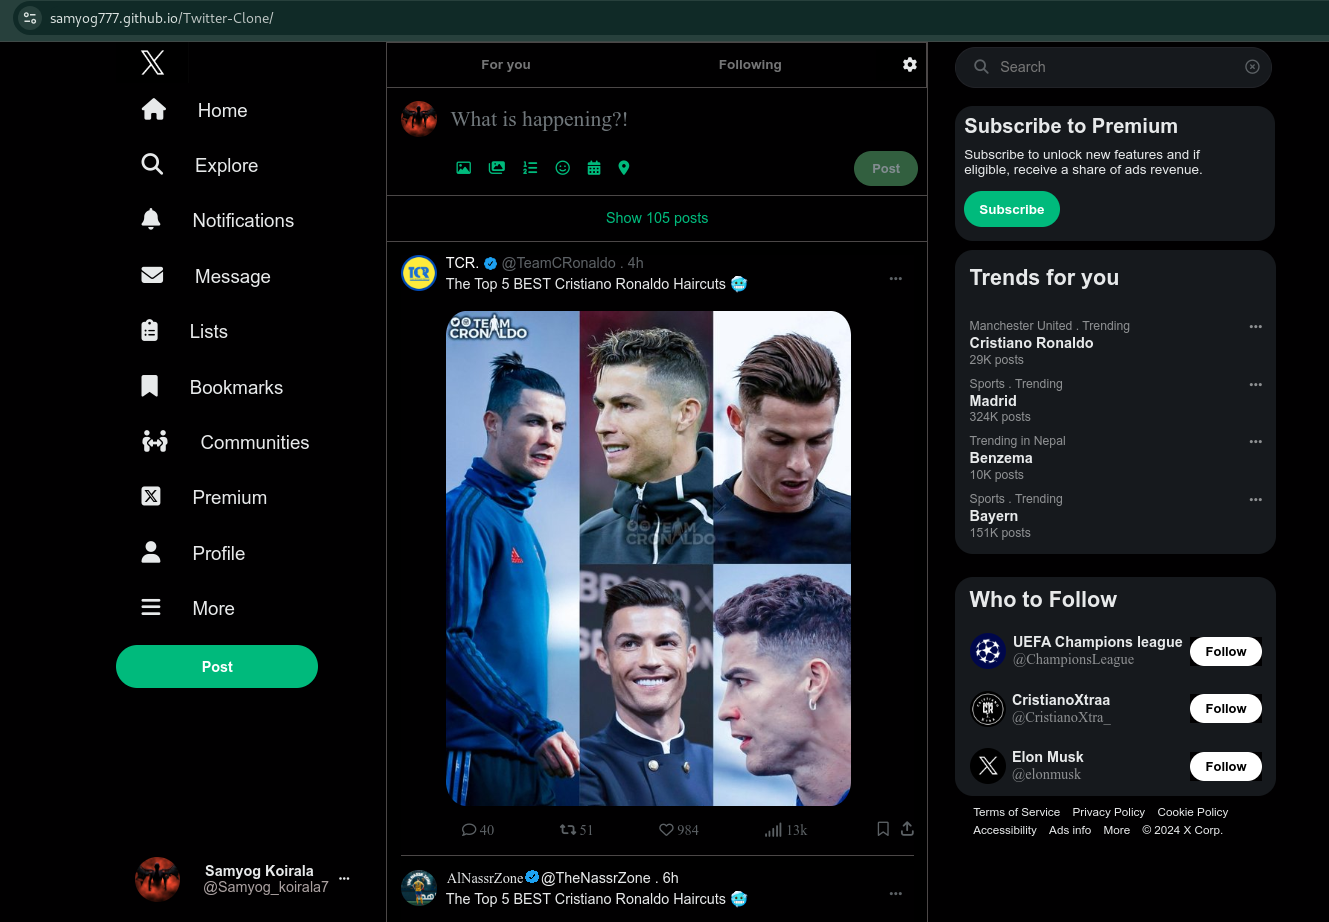 samyog777.github.io/Twitter-Clone/
Home
Explore
Notifications
Message
Lists
Bookmarks
Communities
Premium
Profile
More
Post
Samyog Koirala
@Samyog_koirala7
For you
Following
What is happening?!
Post
Show 105 posts
TCR. @TeamCRonaldo . 4h
The Top 5 BEST Cristiano Ronaldo Haircuts 🥶
TCR
TEAM
CRONALDO
TEAM
CRONALDO
40
51
984
13k
AlNassrZone @TheNassrZone . 6h
The Top 5 BEST Cristiano Ronaldo Haircuts 🥶
Search
Subscribe to Premium
Subscribe to unlock new features and if
eligible, receive a share of ads revenue.
Subscribe
Trends for you
Manchester United . Trending
Cristiano Ronaldo
29K posts
Sports . Trending
Madrid
324K posts
Trending in Nepal
Benzema
10K posts
Sports . Trending
Bayern
151K posts
Who to Follow
UEFA Champions league
@ChampionsLeague
Follow
CristianoXtraa
@CristianoXtra_
Follow
Elon Musk
@elonmusk
Follow
Terms of Service Privacy Policy Cookie Policy
Accessibility Ads info More © 2024 X Corp.